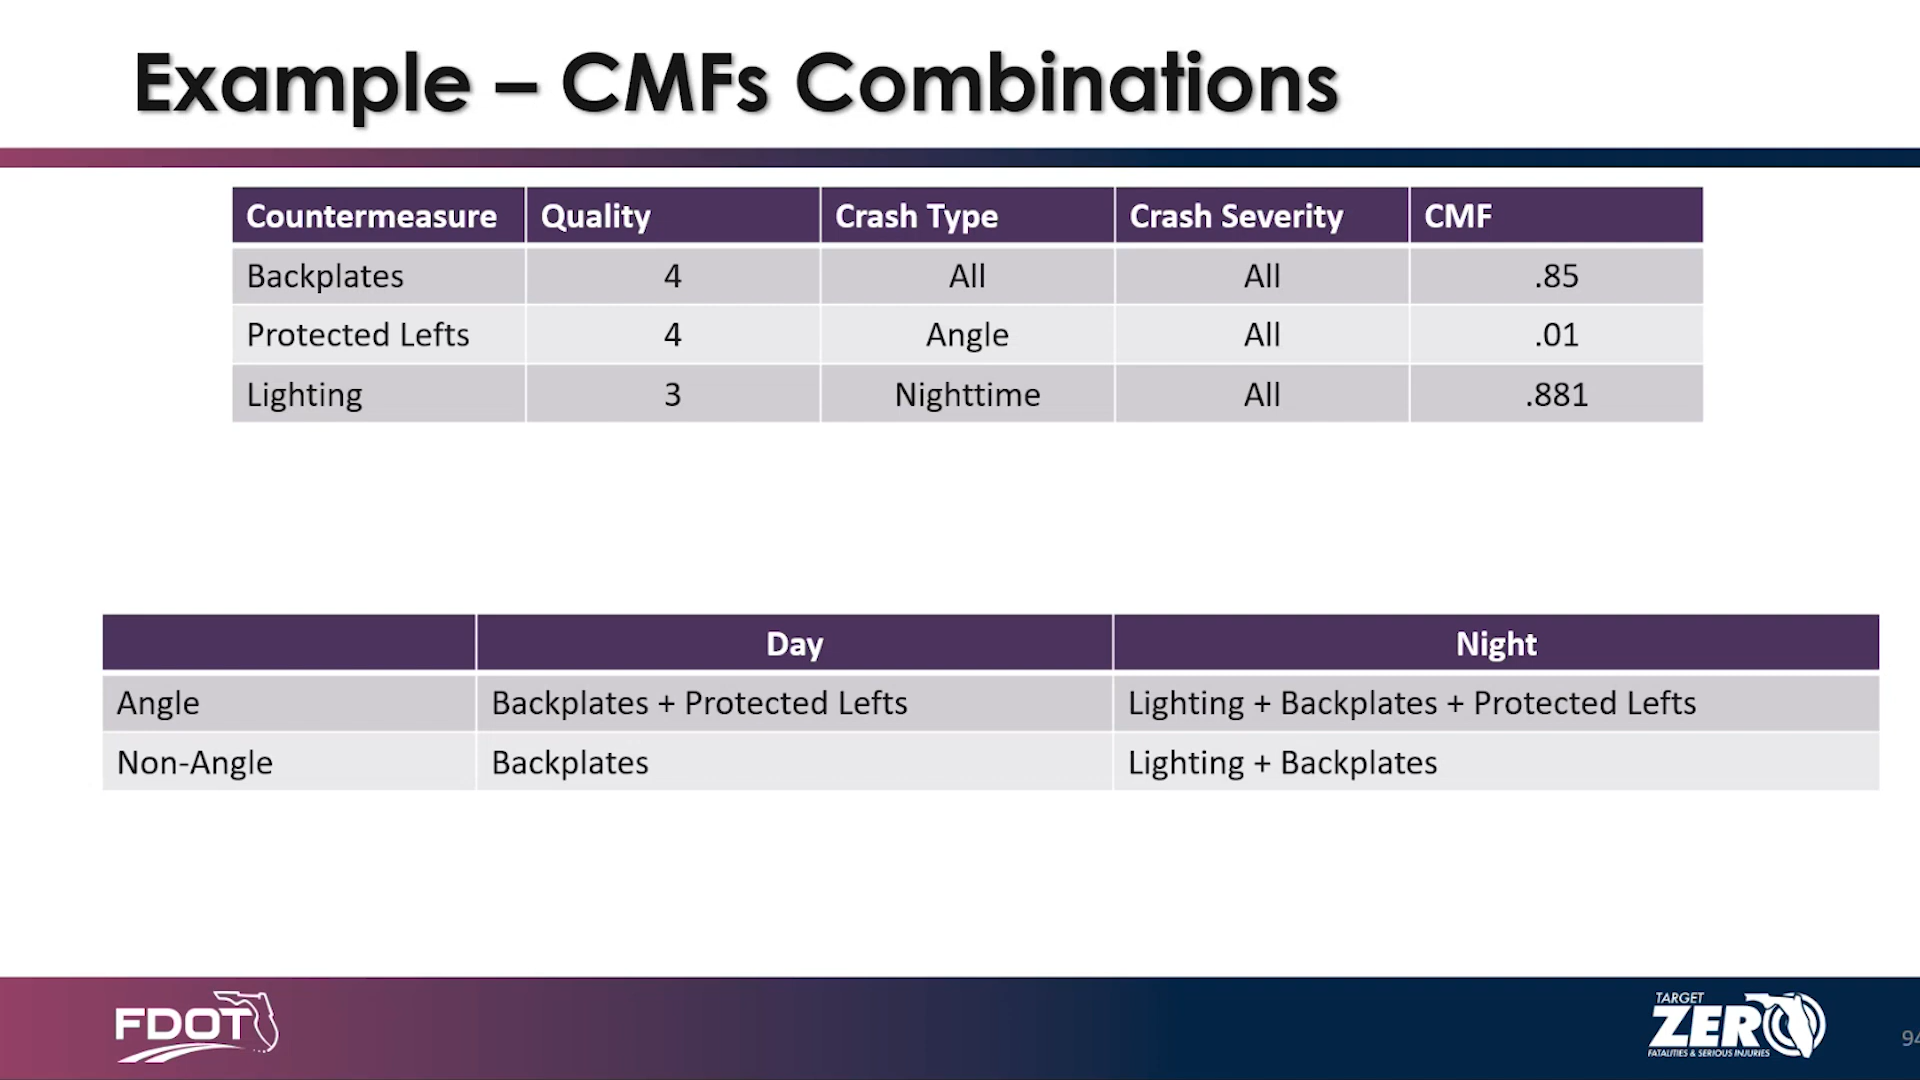 Example – CMFs Combinations
Countermeasure Quality Crash Type Crash Severity CMF
Backplates 4 All All .85
Protected Lefts 4 Angle All .01
Lighting 3 Nighttime All .881
Day Night
Angle Backplates + Protected Lefts Lighting + Backplates + Protected Lefts
Non-Angle Backplates Lighting + Backplates
FDOT
TARGET
ZERO
FATALITIES & SERIOUS INJURIES
94